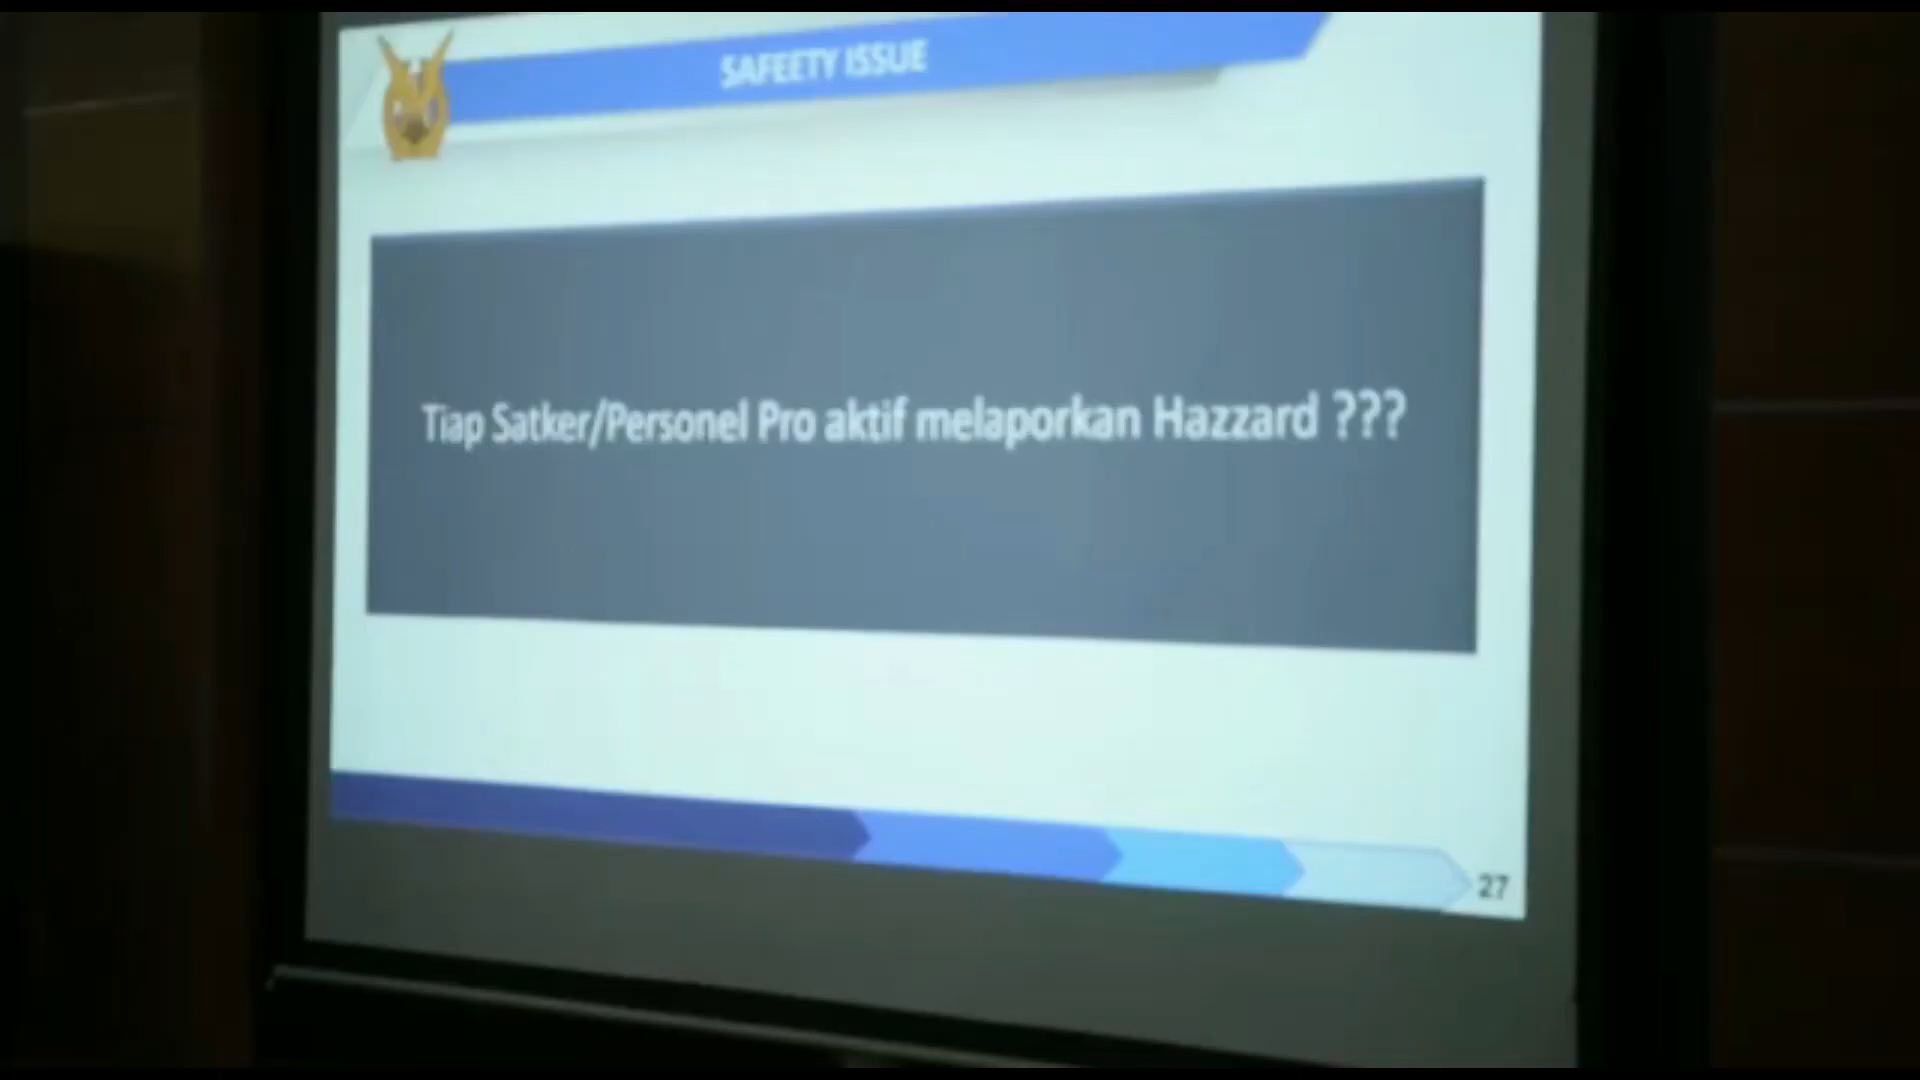 SAFEETY ISSUE
Tiap Satker/Personel Pro aktif melaporkan Hazzard ???
27